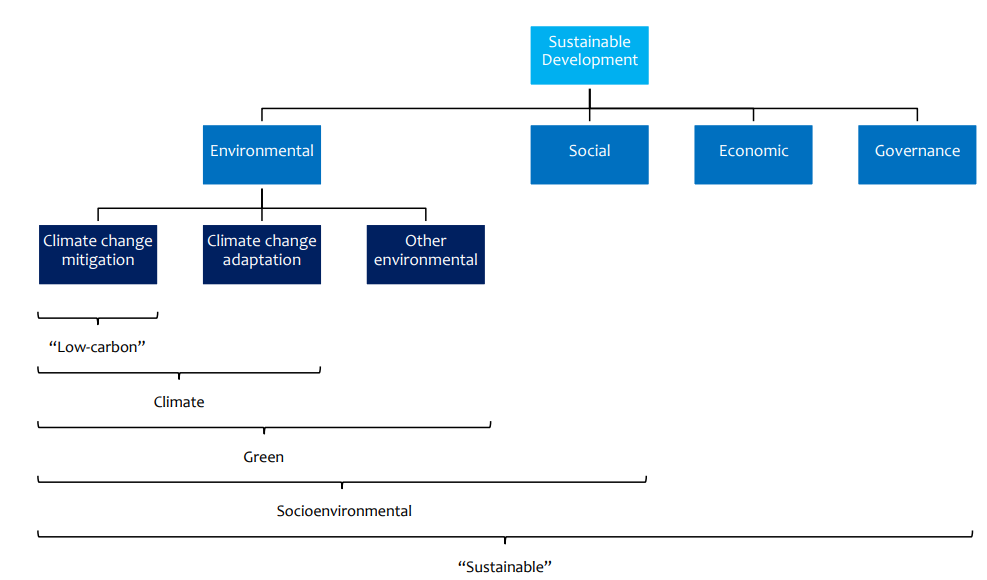 Sustainable
Development
Environmental
Social
Economic
Governance
Climate change
mitigation
Climate change
adaptation
Other
environmental
“Low-carbon”
Climate
Green
Socioenvironmental
“Sustainable”